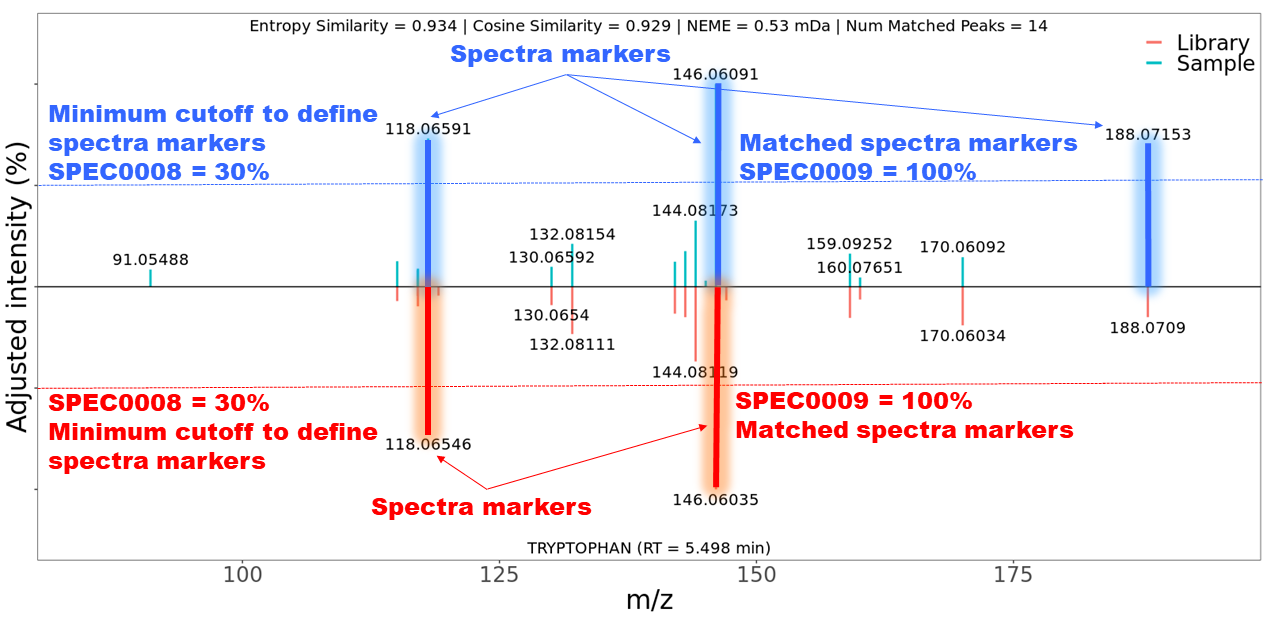 Entropy Similarity = 0.934 | Cosine Similarity = 0.929 | NEME = 0.53 mDa | Num Matched Peaks = 14
Library
Sample
Spectra markers
146.06091
Minimum cutoff to define
spectra markers
SPEC0008 = 30%
118.06591
Matched spectra markers
SPEC0009 = 100%
188.07153
144.08173
132.08154
130.06592
91.05488
159.09252
160.07651
170.06092
Adjusted intensity (%)
130.0654
132.08111
144.08119
170.06034
188.0709
SPEC0008 = 30%
Minimum cutoff to define
spectra markers
118.06546
SPEC0009 = 100%
Matched spectra markers
Spectra markers
146.06035
TRYPTOPHAN (RT = 5.498 min)
100
125
150
175
m/z